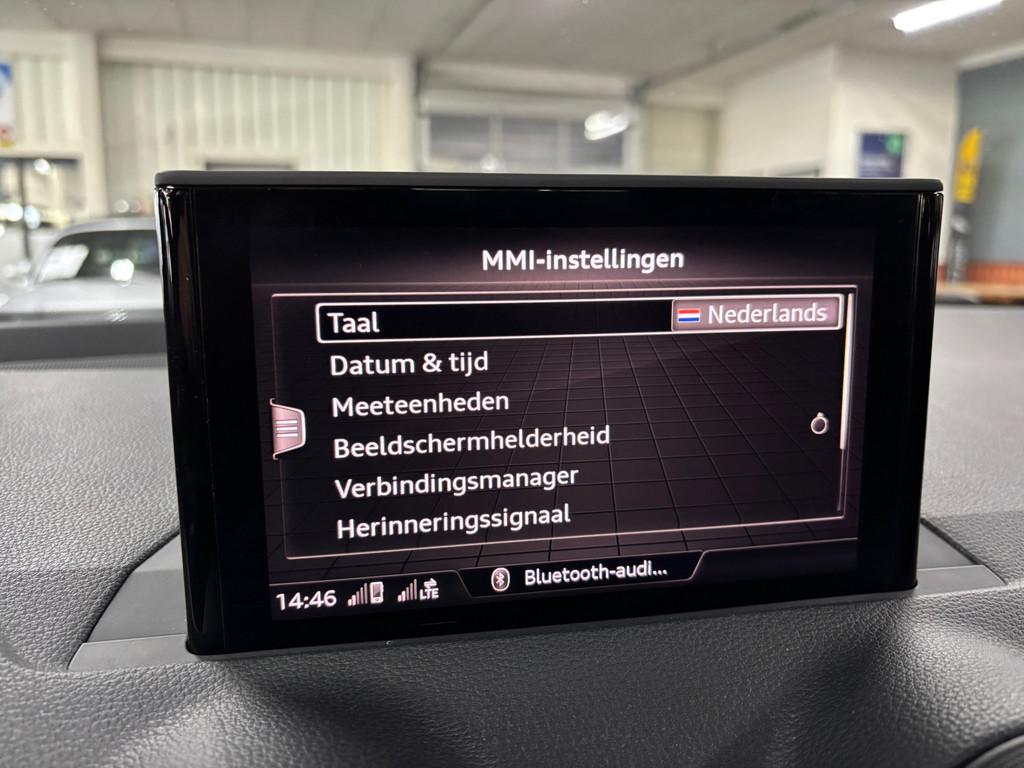 MMI-instellingen
Taal Nederlands
Datum & tijd
Meeteenheden
Beeldschermhelderheid
Verbindingsmanager
Herinneringssignaal
14:46 LTE Bluetooth-audi...